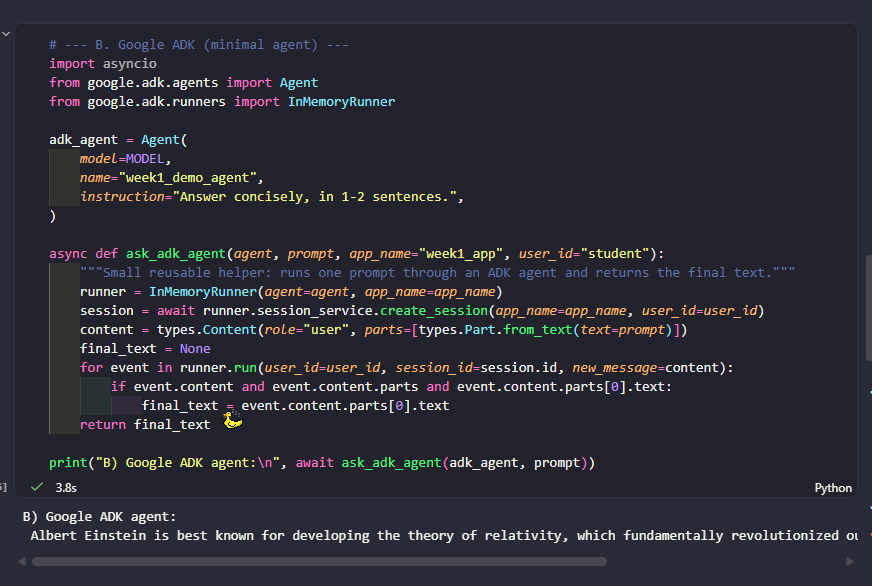 # --- B. Google ADK (minimal agent) ---
import asyncio
from google.adk.agents import Agent
from google.adk.runners import InMemoryRunner

adk_agent = Agent(
    model=MODEL,
    name="week1_demo_agent",
    instruction="Answer concisely, in 1-2 sentences.",
)

async def ask_adk_agent(agent, prompt, app_name="week1_app", user_id="student"):
    """Small reusable helper: runs one prompt through an ADK agent and returns the final text."""
    runner = InMemoryRunner(agent=agent, app_name=app_name)
    session = await runner.session_service.create_session(app_name=app_name, user_id=user_id)
    content = types.Content(role="user", parts=[types.Part.from_text(text=prompt)])
    final_text = None
    for event in runner.run(user_id=user_id, session_id=session.id, new_message=content):
        if event.content and event.content.parts and event.content.parts[0].text:
            final_text = event.content.parts[0].text
    return final_text

print("B) Google ADK agent:\n", await ask_adk_agent(adk_agent, prompt))
3.8s
Python
B) Google ADK agent:
 Albert Einstein is best known for developing the theory of relativity, which fundamentally revolutionized